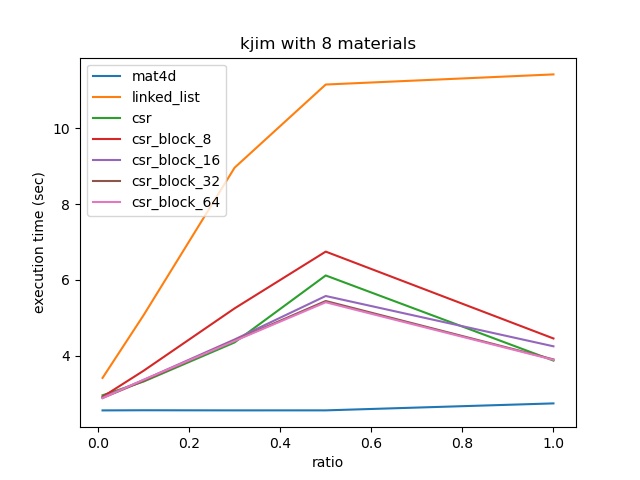 kjim with 8 materials
mat4d
linked_list
csr
csr_block_8
csr_block_16
csr_block_32
csr_block_64
execution time (sec)
10
8
6
4
0.0 0.2 0.4 0.6 0.8 1.0
ratio